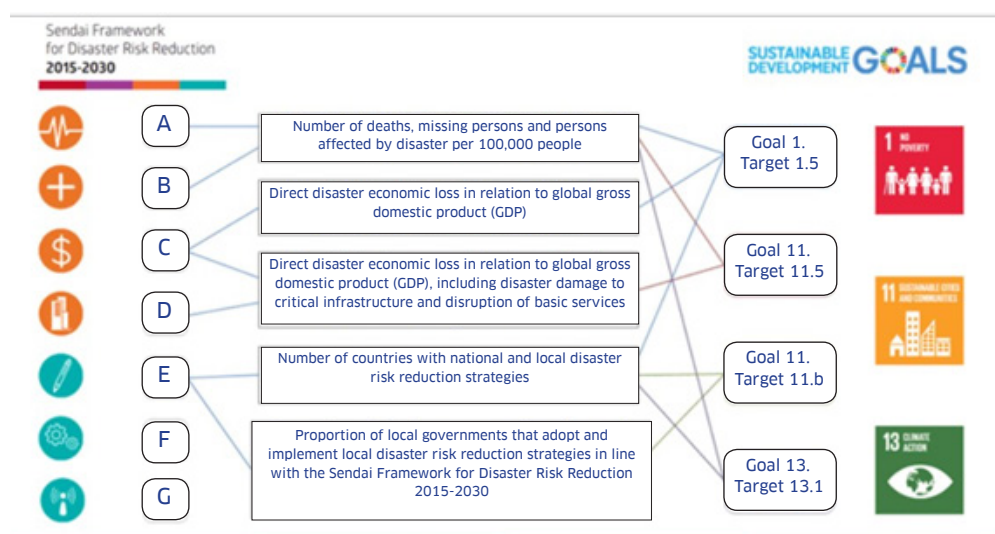 Sendai Framework
for Disaster Risk Reduction
2015-2030
SUSTAINABLE
DEVELOPMENT GOALS
A
B
C
D
E
F
G
Number of deaths, missing persons and persons
affected by disaster per 100,000 people
Direct disaster economic loss in relation to global gross
domestic product (GDP)
Direct disaster economic loss in relation to global gross
domestic product (GDP), including disaster damage to
critical infrastructure and disruption of basic services
Number of countries with national and local disaster
risk reduction strategies
Proportion of local governments that adopt and
implement local disaster risk reduction strategies in line
with the Sendai Framework for Disaster Risk Reduction
2015-2030
Goal 1.
Target 1.5
Goal 11.
Target 11.5
Goal 11.
Target 11.b
Goal 13.
Target 13.1
1 NO
POVERTY
11 SUSTAINABLE CITIES
AND COMMUNITIES
13 CLIMATE
ACTION